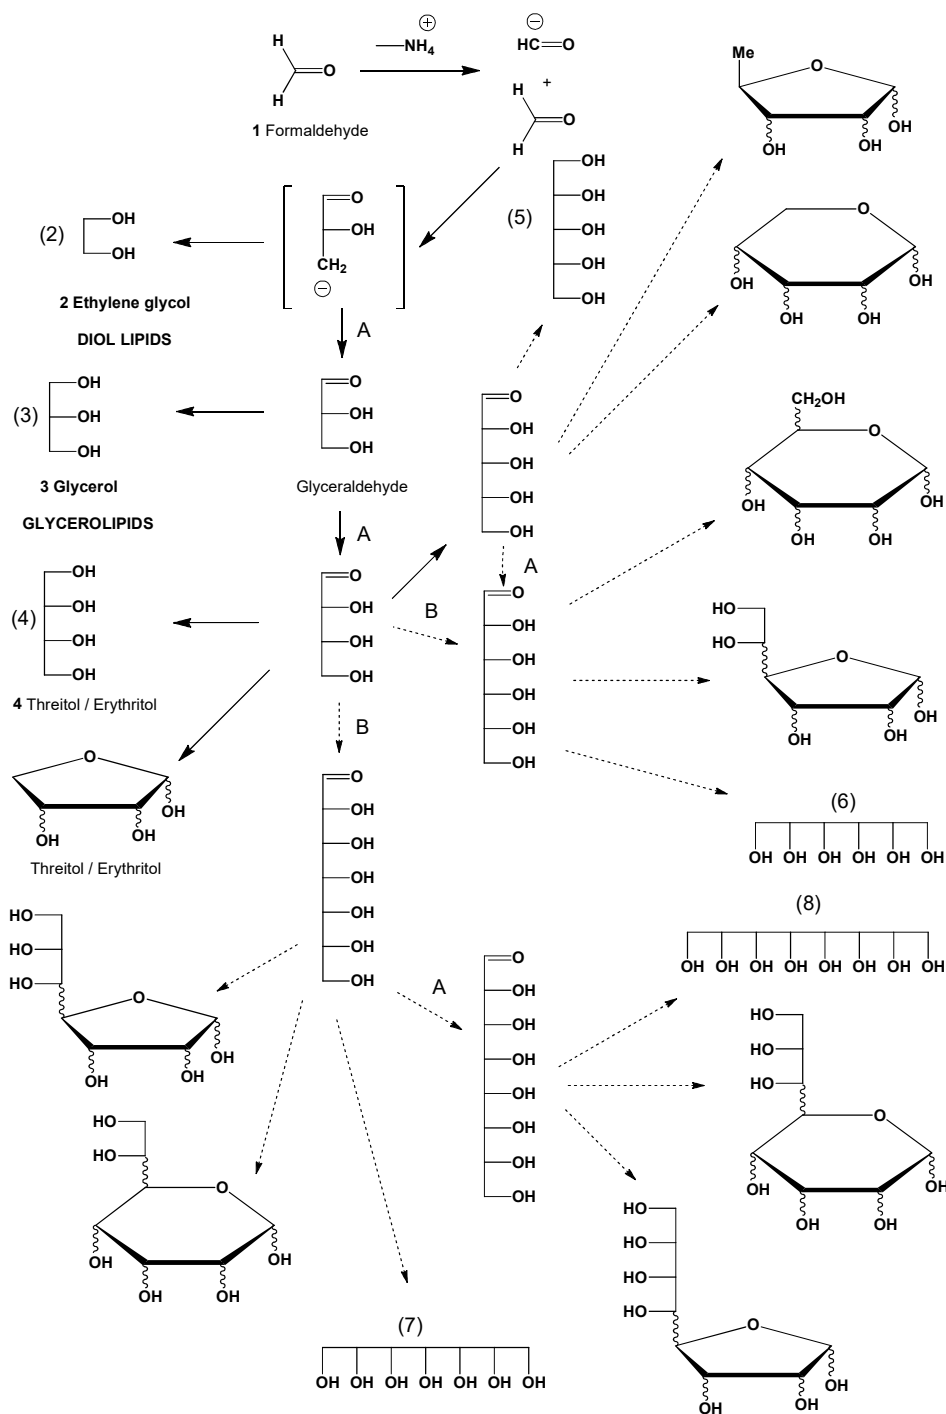 ⊕
—NH4
⊖
HC=O
+
H
H
O
1 Formaldehyde
H
H
O
Me
O
OH
OH
OH
(2)
OH
OH
2 Ethylene glycol
DIOL LIPIDS
O
OH
CH2
⊖
(5)
OH
OH
OH
OH
OH
O
OH
OH
OH
OH
A
(3)
OH
OH
OH
3 Glycerol
GLYCEROLIPIDS
O
OH
OH
Glyceraldehyde
O
OH
OH
OH
OH
CH2OH
O
OH
OH
OH
OH
A
A
B
(4)
OH
OH
OH
OH
4 Threitol / Erythritol
O
OH
OH
OH
O
OH
OH
OH
OH
OH
HO
HO
O
OH
OH
OH
B
O
OH
OH
OH
Threitol / Erythritol
O
OH
OH
OH
OH
OH
OH
(6)
OH OH OH OH OH OH
(8)
OH OH OH OH OH OH OH OH
HO
HO
HO
O
OH
OH
OH
A
O
OH
OH
OH
OH
OH
OH
OH
HO
HO
HO
O
OH
OH
OH
OH
HO
HO
O
OH
OH
OH
OH
HO
HO
HO
HO
O
OH
OH
OH
(7)
OH OH OH OH OH OH OH